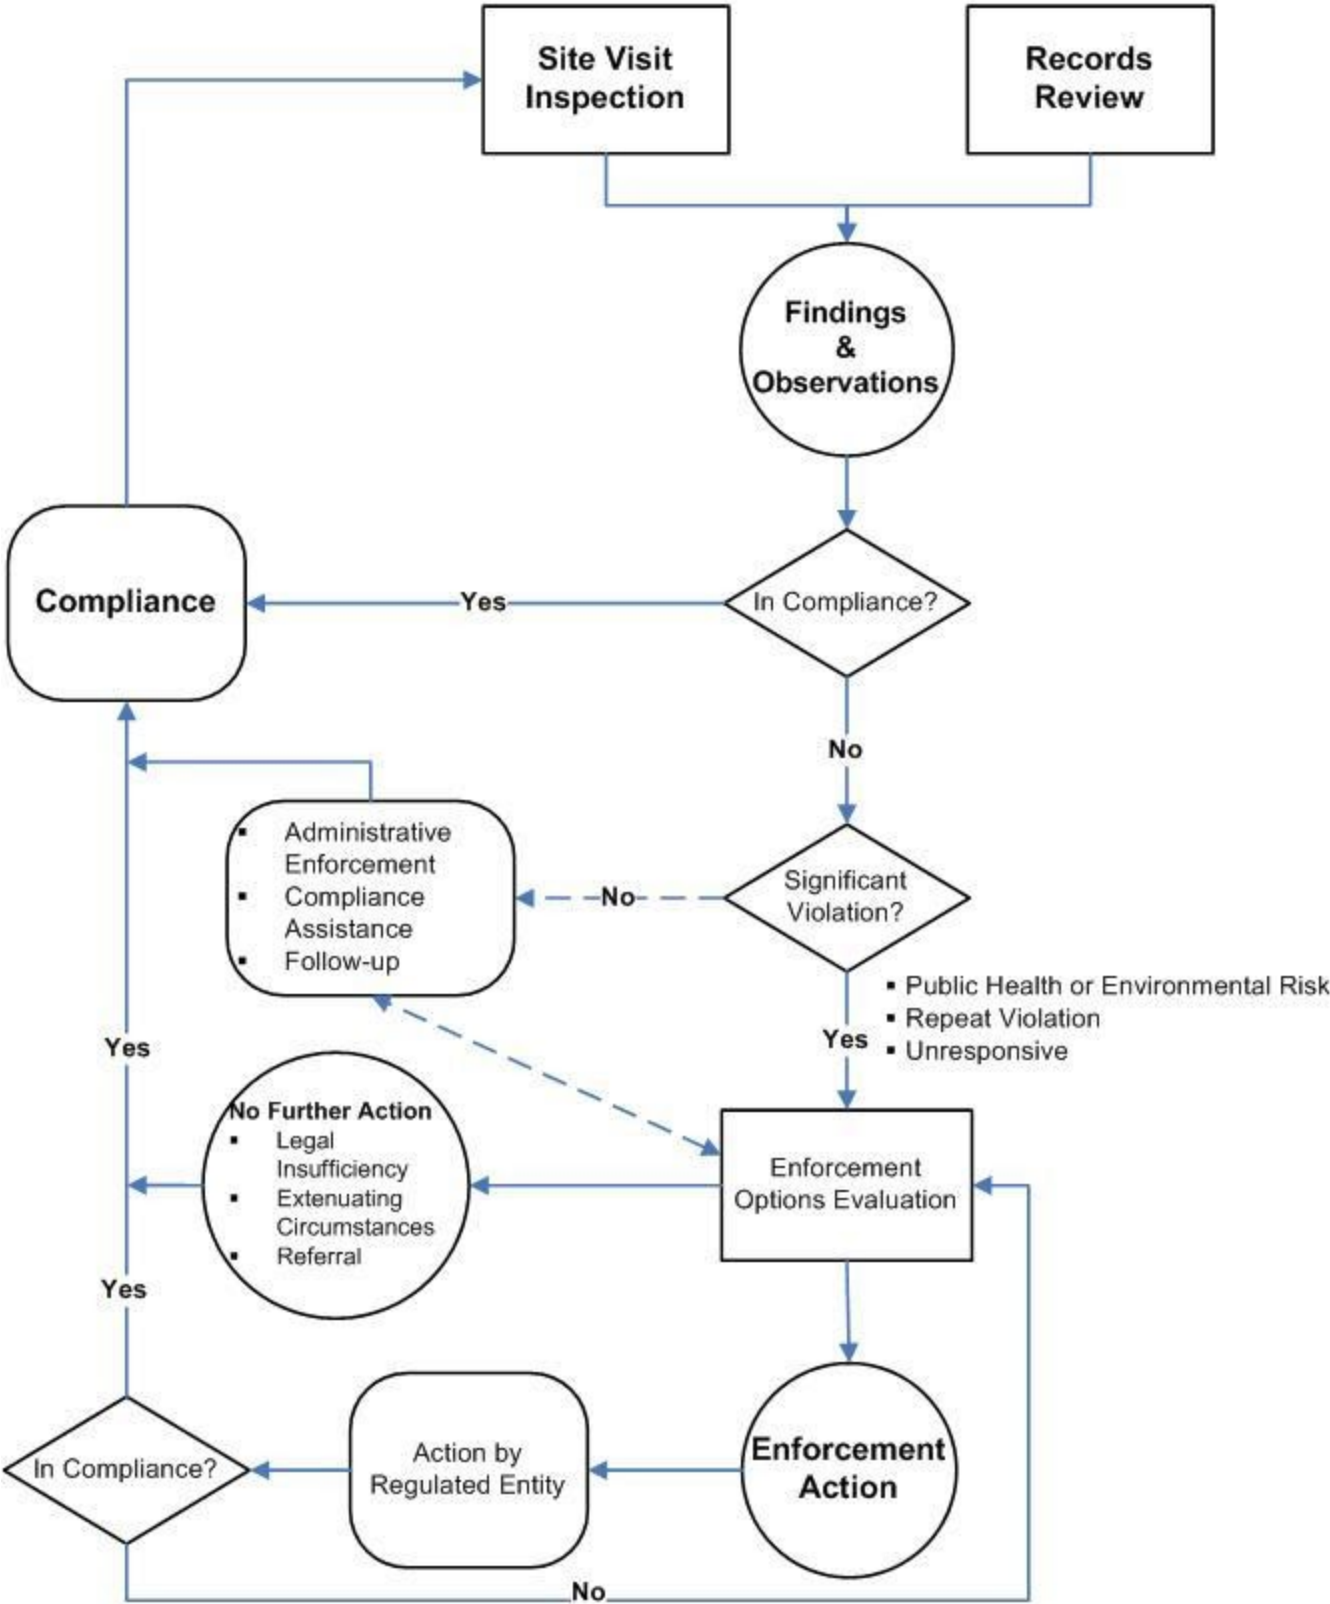 Site Visit
Inspection
Records
Review
Findings
&
Observations
In Compliance?
Yes
Compliance
No
Significant
Violation?
No
▪ Administrative
Enforcement
▪ Compliance
Assistance
▪ Follow-up
Yes
▪ Public Health or Environmental Risk
▪ Repeat Violation
▪ Unresponsive
Yes
No Further Action
▪ Legal
Insufficiency
▪ Extenuating
Circumstances
▪ Referral
Enforcement
Options Evaluation
Yes
In Compliance?
Action by
Regulated Entity
Enforcement
Action
No